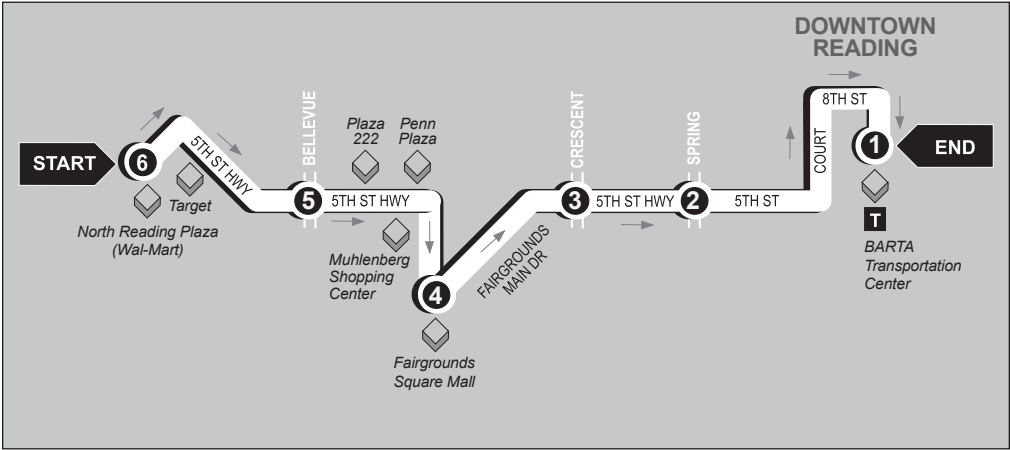 DOWNTOWN
READING
START
6
5TH ST HWY
Target
North Reading Plaza
(Wal-Mart)
BELLEVUE
5
5TH ST HWY
Plaza
222
Penn
Plaza
Muhlenberg
Shopping
Center
4
Fairgrounds
Square Mall
FAIRGROUNDS
MAIN DR
CRESCENT
3
5TH ST HWY
SPRING
2
5TH ST
COURT
8TH ST
1
END
T
BARTA
Transportation
Center